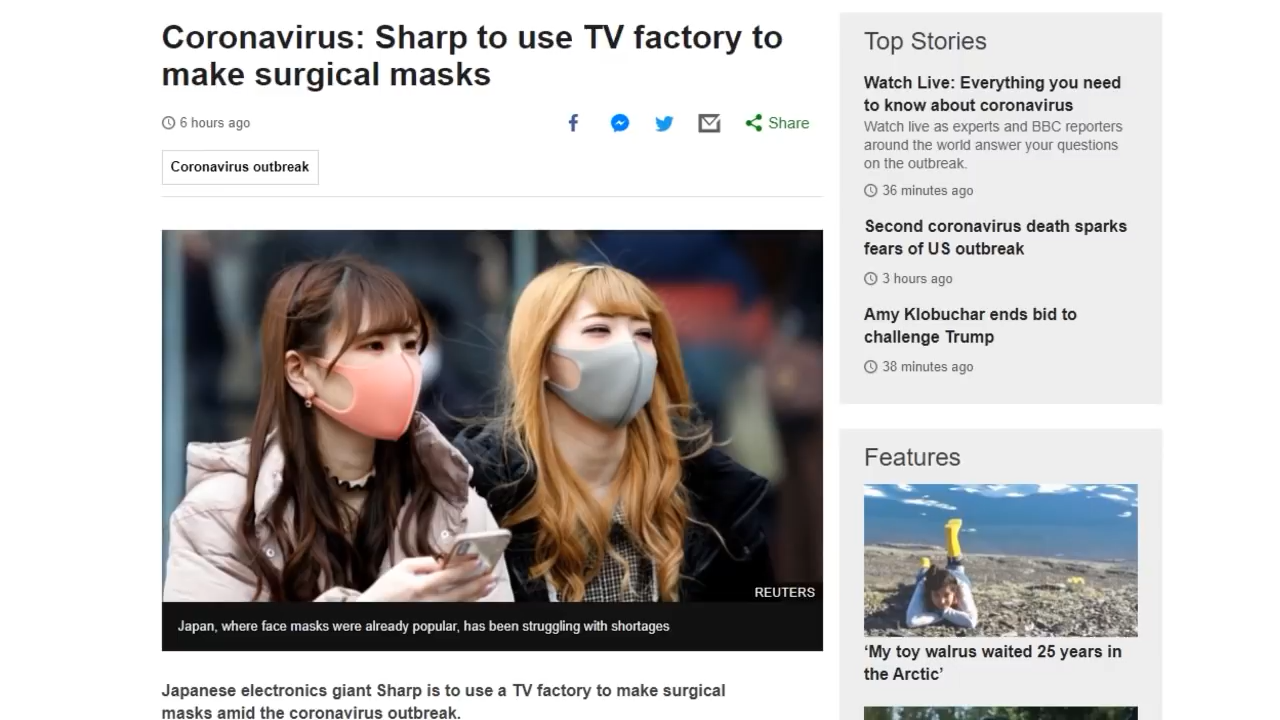 Coronavirus: Sharp to use TV factory to
make surgical masks
6 hours ago
Share
Coronavirus outbreak
REUTERS
Japan, where face masks were already popular, has been struggling with shortages
Japanese electronics giant Sharp is to use a TV factory to make surgical
masks amid the coronavirus outbreak.
Top Stories
Watch Live: Everything you need
to know about coronavirus
Watch live as experts and BBC reporters
around the world answer your questions
on the outbreak.
36 minutes ago
Second coronavirus death sparks
fears of US outbreak
3 hours ago
Amy Klobuchar ends bid to
challenge Trump
38 minutes ago
Features
‘My toy walrus waited 25 years in
the Arctic’